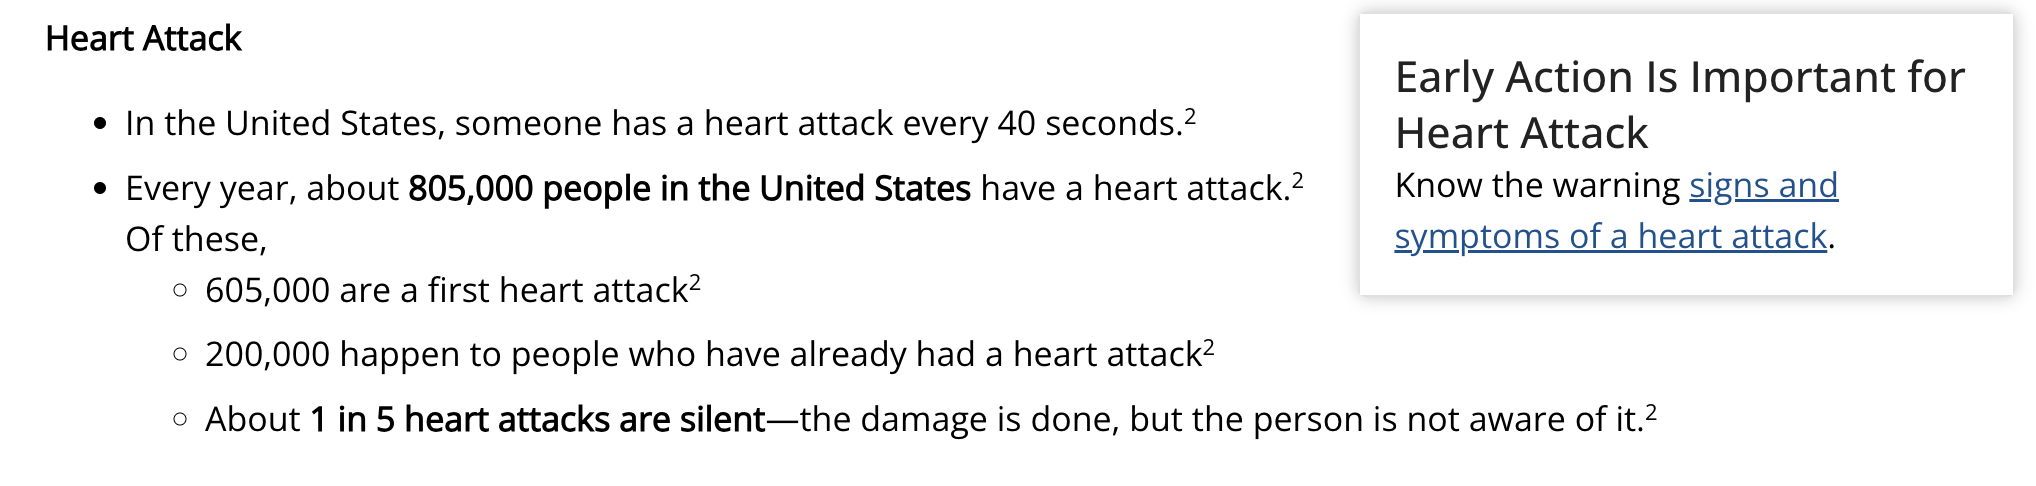 Heart Attack
• In the United States, someone has a heart attack every 40 seconds.²
• Every year, about 805,000 people in the United States have a heart attack.²
Of these,
◦ 605,000 are a first heart attack²
◦ 200,000 happen to people who have already had a heart attack²
◦ About 1 in 5 heart attacks are silent—the damage is done, but the person is not aware of it.²
Early Action Is Important for
Heart Attack
Know the warning signs and
symptoms of a heart attack.